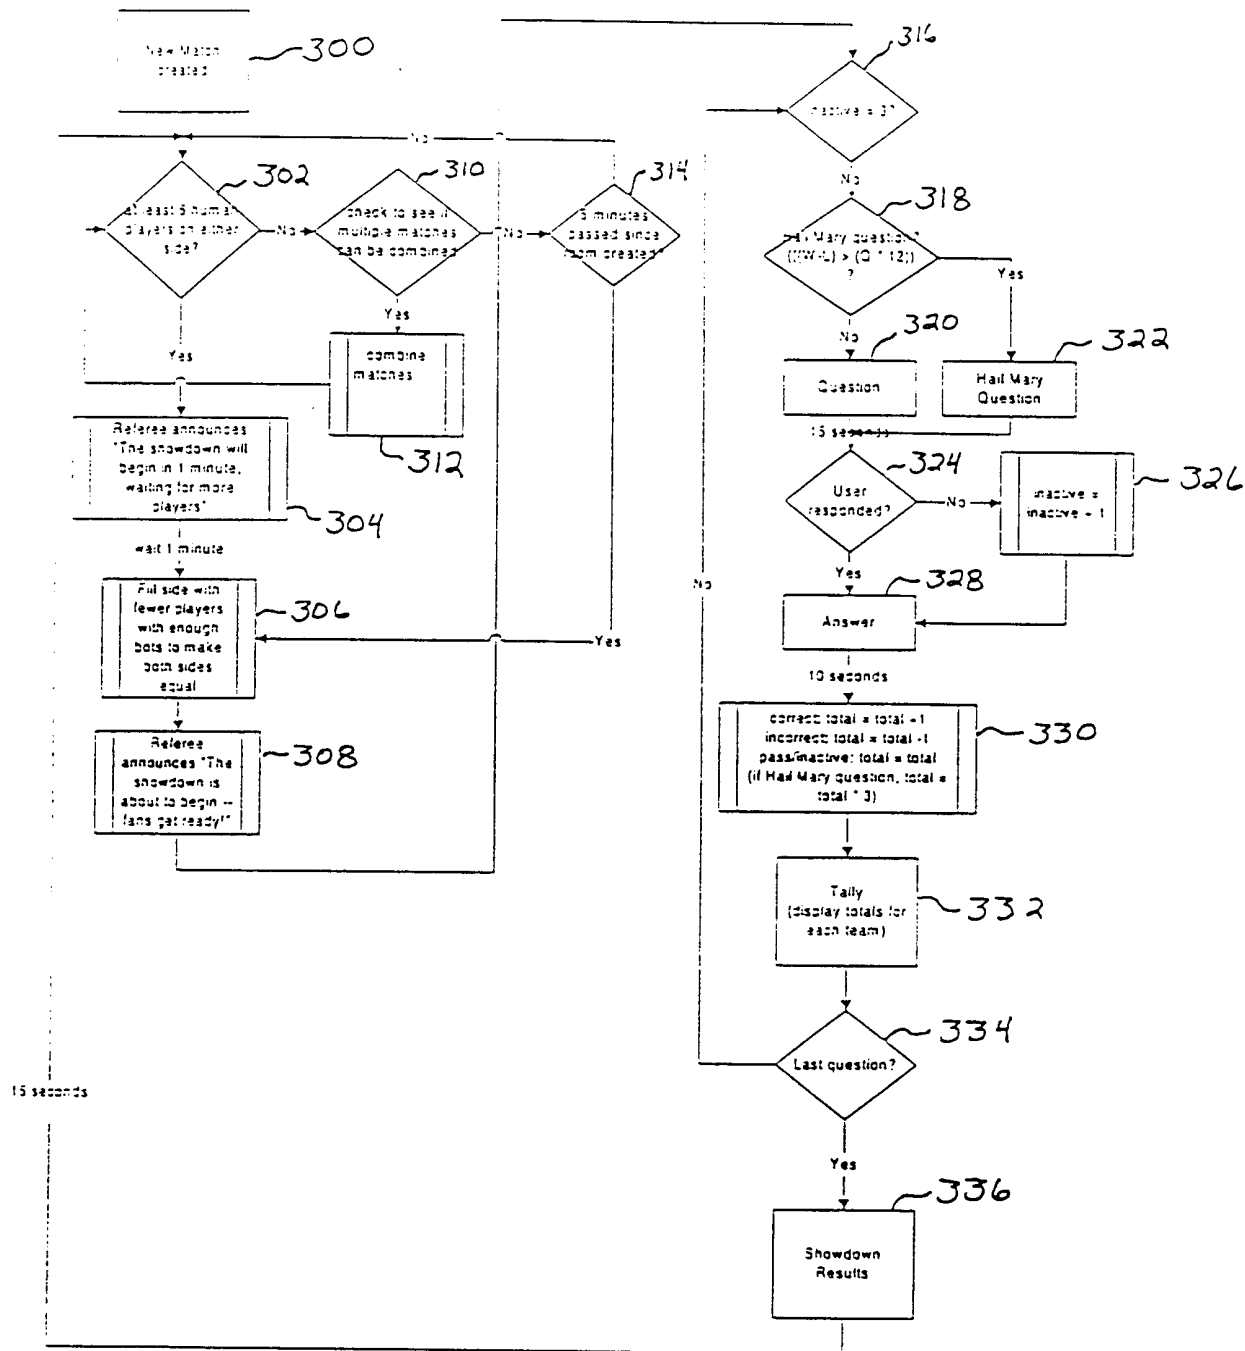 New Match
created
300
316
inactive = 3?
No
302
310
314
at least 5 human
players on either
side?
No
check to see if
multiple matches
can be combined
No
minutes
passed since
room created
No
318
Hail Mary question?
(((W-L) > (Q * 12))
?
Yes
Yes
Yes
No
320
322
combine
matches
312
Question
Hail Mary
Question
Referee announces
"The showdown will
begin in 1 minute,
waiting for more
players"
304
15 seconds
324
User
responded?
No
326
inactive =
inactive + 1
wait 1 minute
Yes
No
Fill side with
fewer players
with enough
bots to make
both sides
equal
306
Yes
328
Answer
10 seconds
Referee
announces "The
showdown is
about to begin --
fans get ready!"
308
correct: total = total +1
incorrect: total = total -1
pass/inactive: total = total
(if Hail Mary question, total =
total * 3)
330
Tally
(display totals for
each team)
332
334
Last question?
15 seconds
Yes
336
Showdown
Results